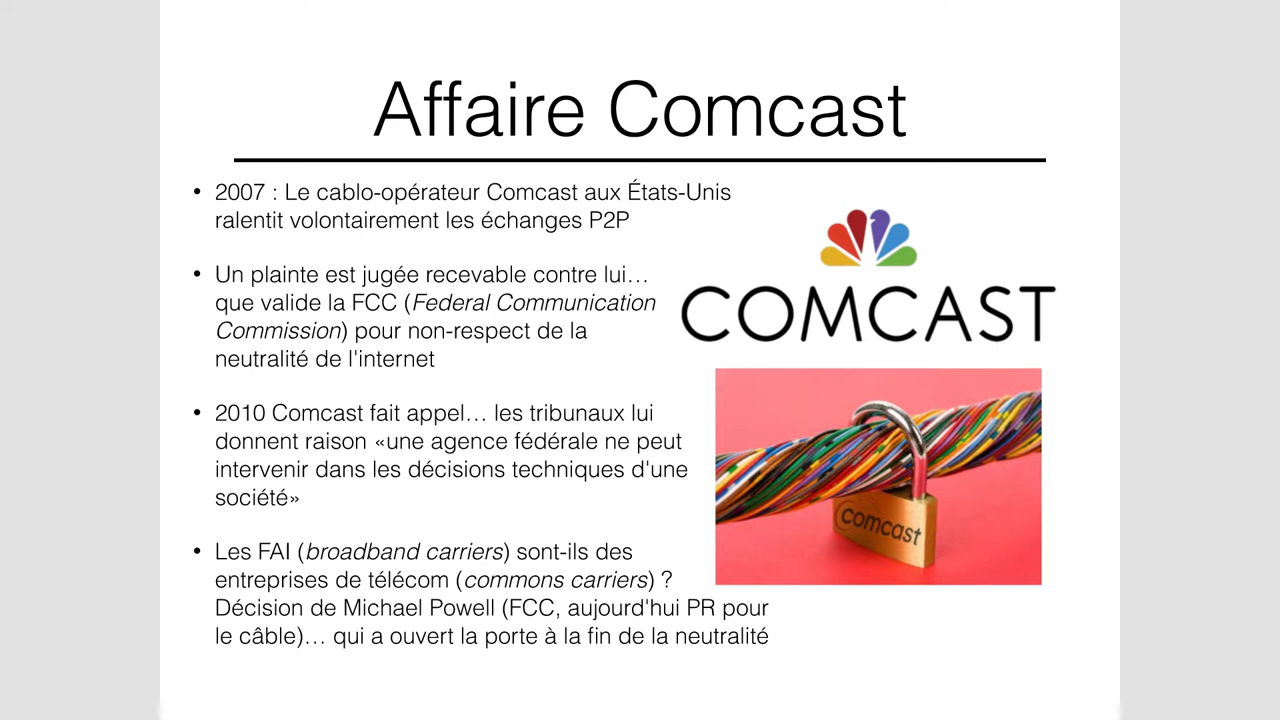 Affaire Comcast
• 2007 : Le cablo-opérateur Comcast aux États-Unis
ralentit volontairement les échanges P2P
• Un plainte est jugée recevable contre lui…
que valide la FCC (Federal Communication
Commission) pour non-respect de la
neutralité de l'internet
• 2010 Comcast fait appel… les tribunaux lui
donnent raison «une agence fédérale ne peut
intervenir dans les décisions techniques d'une
société»
• Les FAI (broadband carriers) sont-ils des
entreprises de télécom (commons carriers) ?
Décision de Michael Powell (FCC, aujourd'hui PR pour
le câble)… qui a ouvert la porte à la fin de la neutralité
COMCAST
comcast